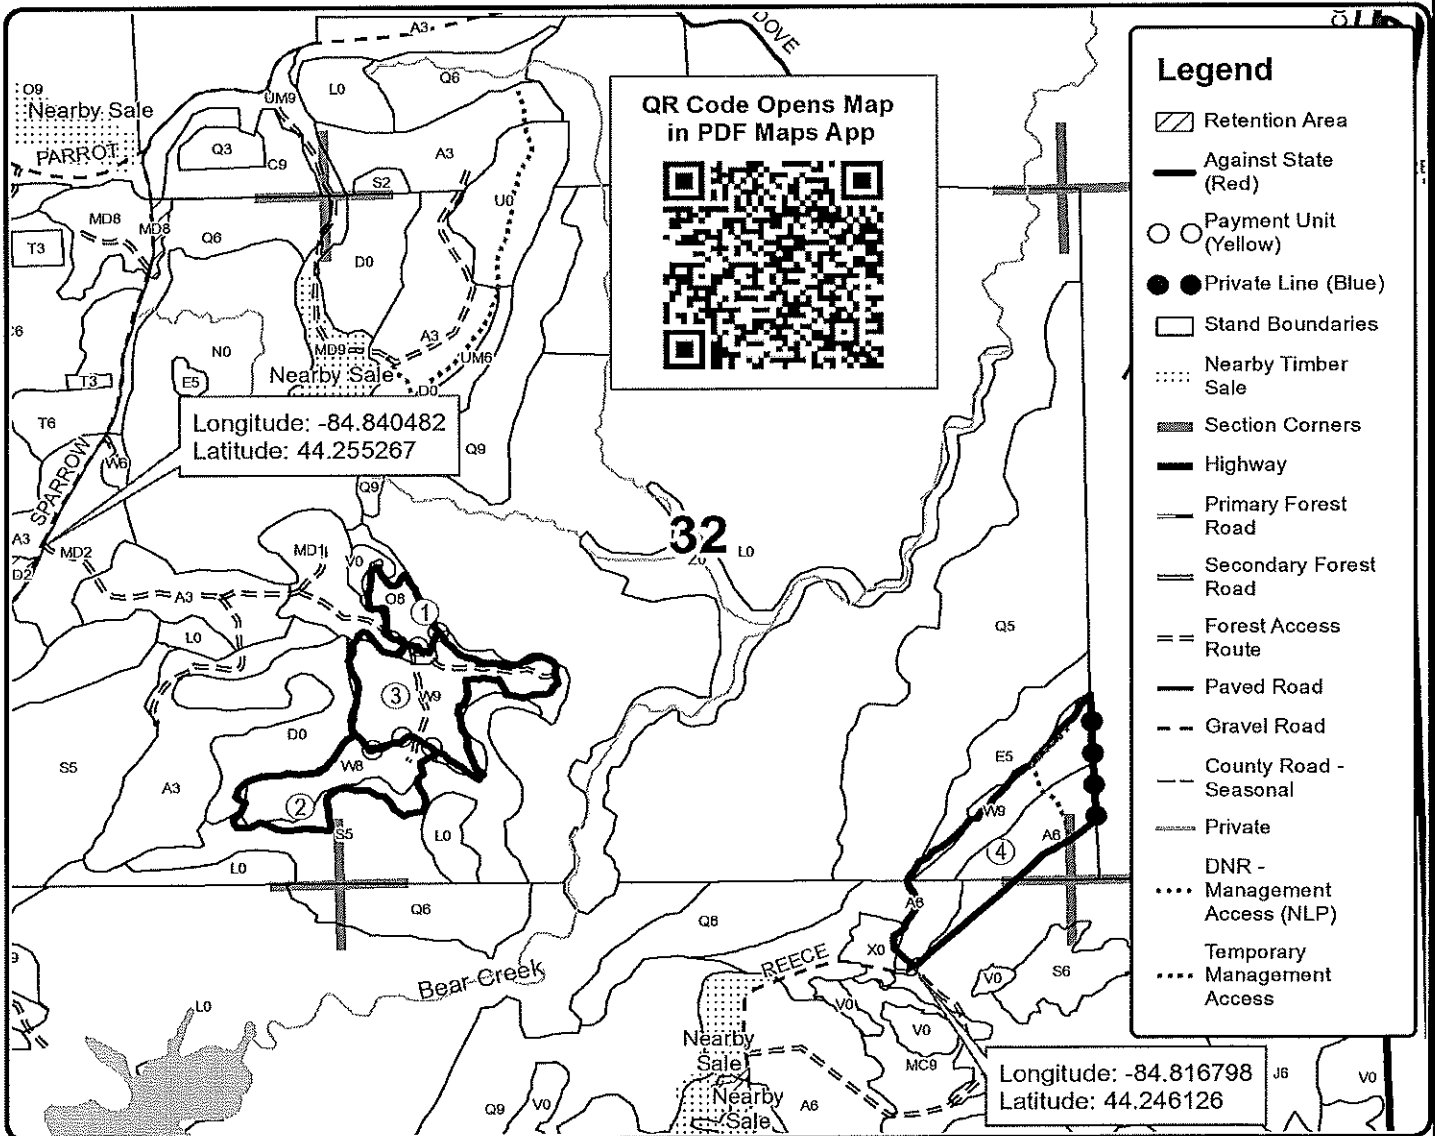 A3
DOVE
O9
Nearby Sale
UM9
L0
Q6
PARROT
Q3
C9
A3
S2
U0
MD8
MD8
T3
Q6
D0
N0
A3
MD9
UM6
T3
E5
Nearby Sale
D0
T6
Longitude: -84.840482
Latitude: 44.255267
Q9
W6
SPARROW
Q9
A3
MD2
D2
MD1
V0
32
L0
A3
O8
1
L0
Q5
3
W9
D0
S5
A3
W8
2
S5
L0
L0
E5
W9
A6
4
Q6
Q8
A6
X0
REECE
Bear Creek
V0
S6
L0
V0
V0
Nearby
Sale
MC9
Nearby
Sale
A6
Q9
V0
Longitude: -84.816798
Latitude: 44.246126
J6
V0
QR Code Opens Map
in PDF Maps App
Legend
Retention Area
Against State
(Red)
Payment Unit
(Yellow)
Private Line (Blue)
Stand Boundaries
Nearby Timber
Sale
Section Corners
Highway
Primary Forest
Road
Secondary Forest
Road
Forest Access
Route
Paved Road
Gravel Road
County Road -
Seasonal
Private
DNR -
Management
Access (NLP)
Temporary
Management
Access